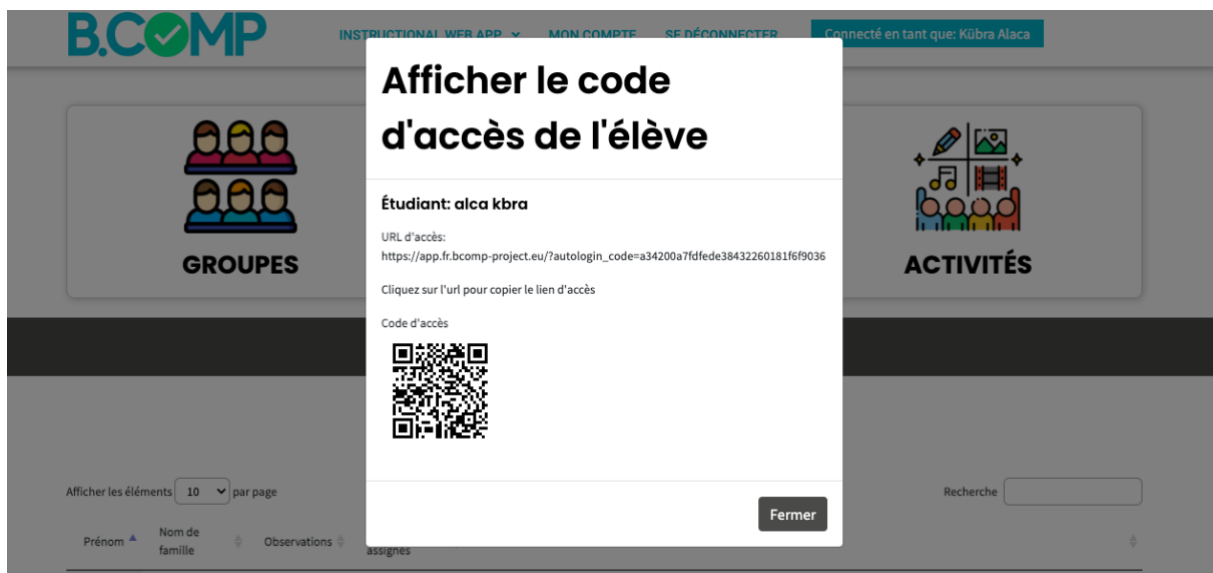 B.COMP
INSTRUCTIONAL WEB APP
MON COMPTE
SE DÉCONNECTER
Connecté en tant que: Kübra Alaca
Afficher le code
d'accès de l'élève
Étudiant: alca kbra
URL d'accès:
https://app.fr.bcomp-project.eu/?autologin_code=a34200a7fdfede38432260181f6f9036
Cliquez sur l'url pour copier le lien d'accès
Code d'accès
GROUPES
ACTIVITÉS
Fermer
Afficher les éléments 10 par page
Recherche
Prénom
Nom de
famille
Observations
assignés